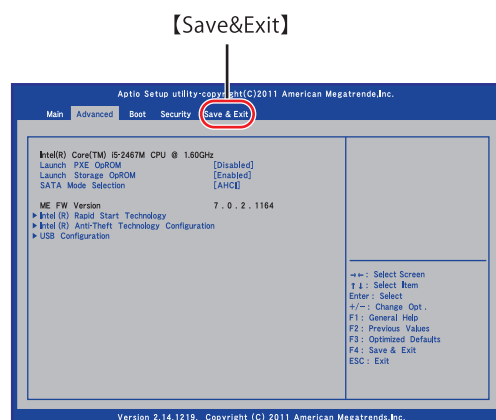 【Save&Exit】
Aptio Setup utility-copyright(C)2011 American Megatrende,Inc.
Main Advanced Boot Security Save & Exit
Intel(R) Core(TM) i5-2467M CPU @ 1.60GHz
Launch PXE OpROM [Disabled]
Launch Storage OpROM [Enabled]
SATA Mode Selection [AHCI]
ME FW Version 7 . 0 . 2 . 1164
▶Intel (R) Rapid Start Technology
▶Intel (R) Anti-Theft Technology Configuration
▶USB Configuration
→←: Select Screen
↑↓: Select Item
Enter : Select
+/− : Change Opt .
F1 : General Help
F2 : Previous Values
F3 : Optimized Defaults
F4 : Save & Exit
ESC : Exit
Version 2.14.1219. Copyright (C) 2011 American Megatrends.Inc.